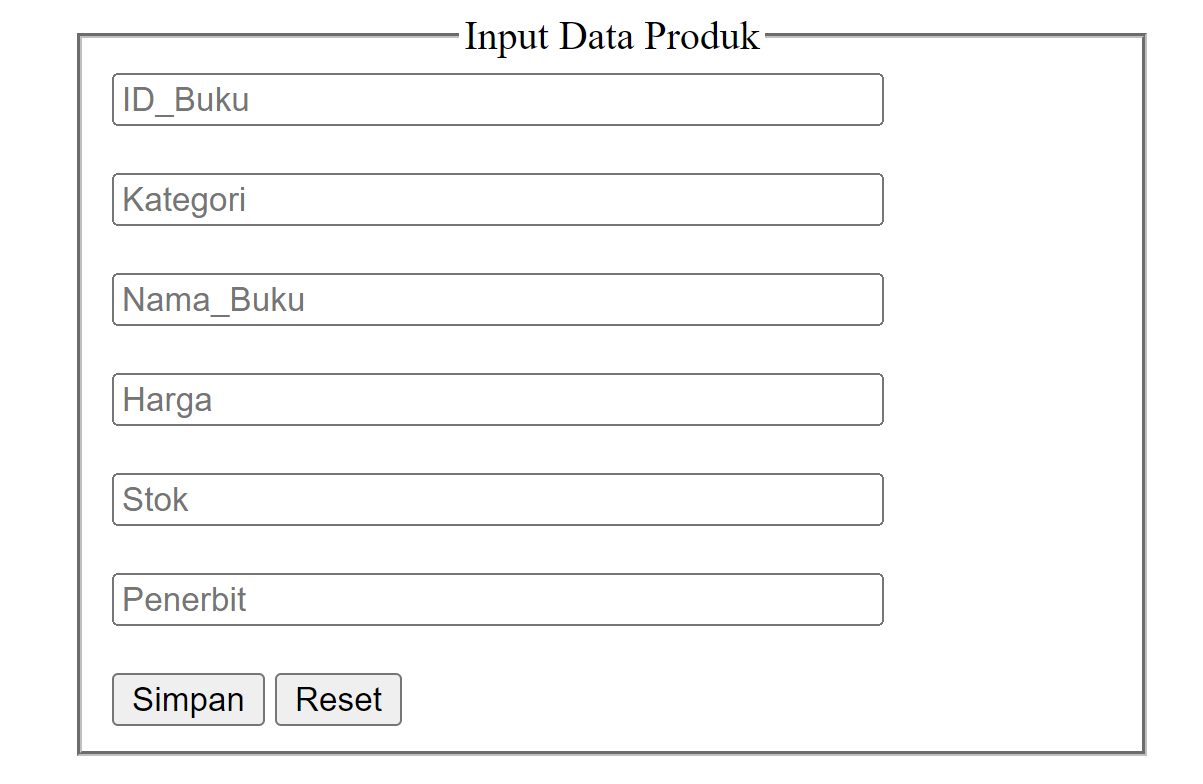 Input Data Produk
ID_Buku
Kategori
Nama_Buku
Harga
Stok
Penerbit
Simpan Reset